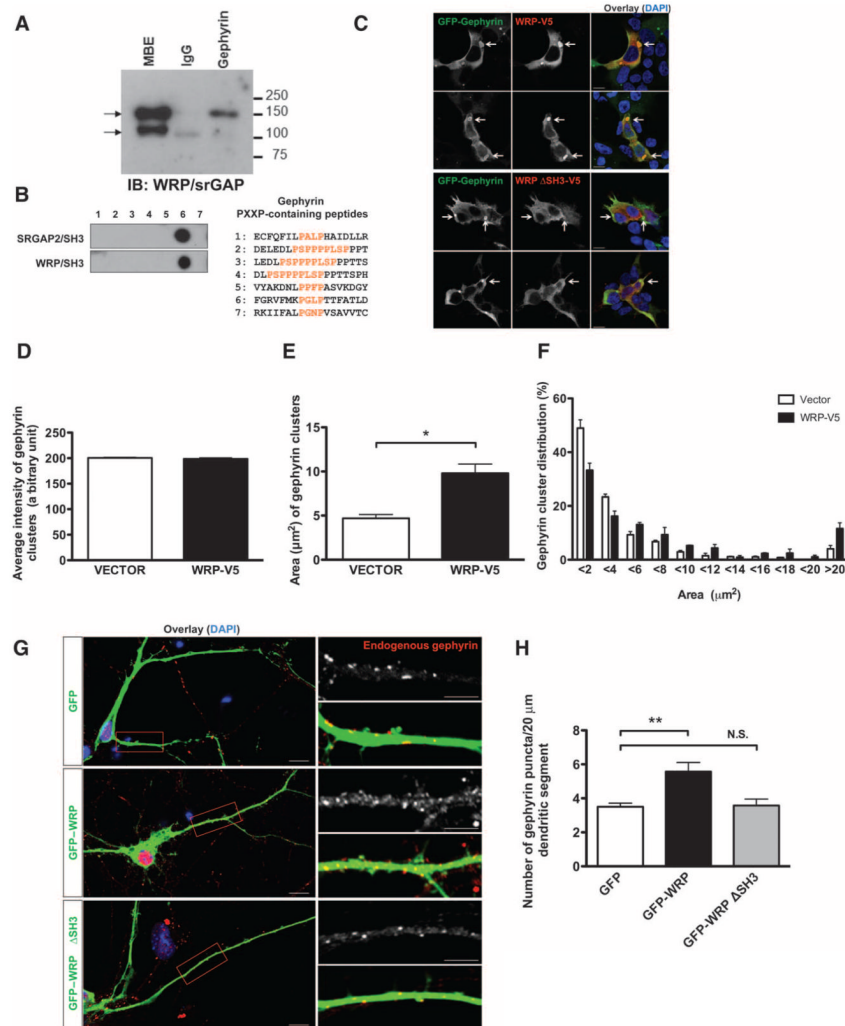 A
MBE
IgG
Gephyrin
250
150
100
75
IB: WRP/srGAP
B
1 2 3 4 5 6 7
SRGAP2/SH3
WRP/SH3
Gephyrin
PXXP-containing peptides
1: ECFQFILPALPHAIDLLR
2: DELEDLPSPPPPLSPPPT
3: LEDLPSPPPPLSPPPTTS
4: DLPSPPPPLSPPPTTSPH
5: VYAKDNLPPFPASVKDGY
6: FGRVFMKPGLPTTFATLD
7: RKIIFALPGNPVSAVVTC
C
Overlay (DAPI)
GFP-Gephyrin
WRP-V5
GFP-Gephyrin
WRP ΔSH3-V5
D
Average intensity of gephyrin
clusters (a bitrary unit)
250
200
150
100
50
0
VECTOR
WRP-V5
E
Area (μm²) of gephyrin clusters
15
10
5
0
*
VECTOR
WRP-V5
F
Gephyrin cluster distribution (%)
60
40
20
0
Vector
WRP-V5
<2 <4 <6 <8 <10 <12 <14 <16 <18 <20 >20
Area (μm²)
G
Overlay (DAPI)
Endogenous gephyrin
GFP
GFP–WRP
GFP–WRP ΔSH3
H
Number of gephyrin puncta/20 μm
dendritic segment
8
6
4
2
0
**
N.S.
GFP
GFP-WRP
GFP-WRP ΔSH3